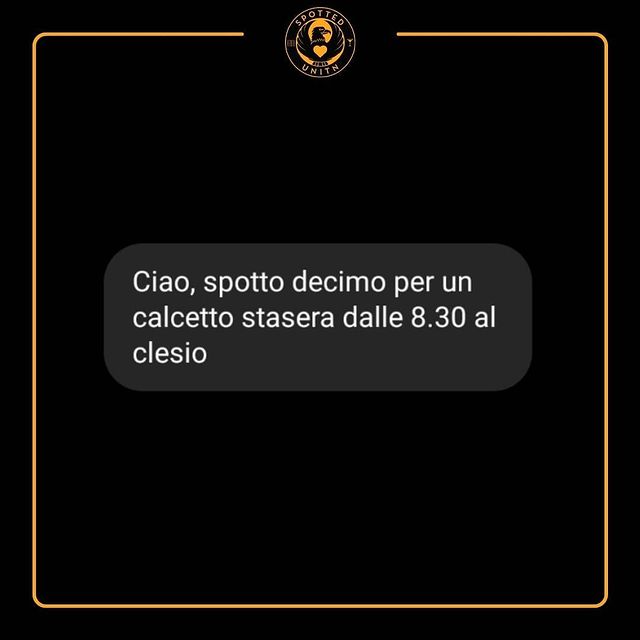 SPOTTED
UNITN
Ciao, spotto decimo per un
calcetto stasera dalle 8.30 al
clesio